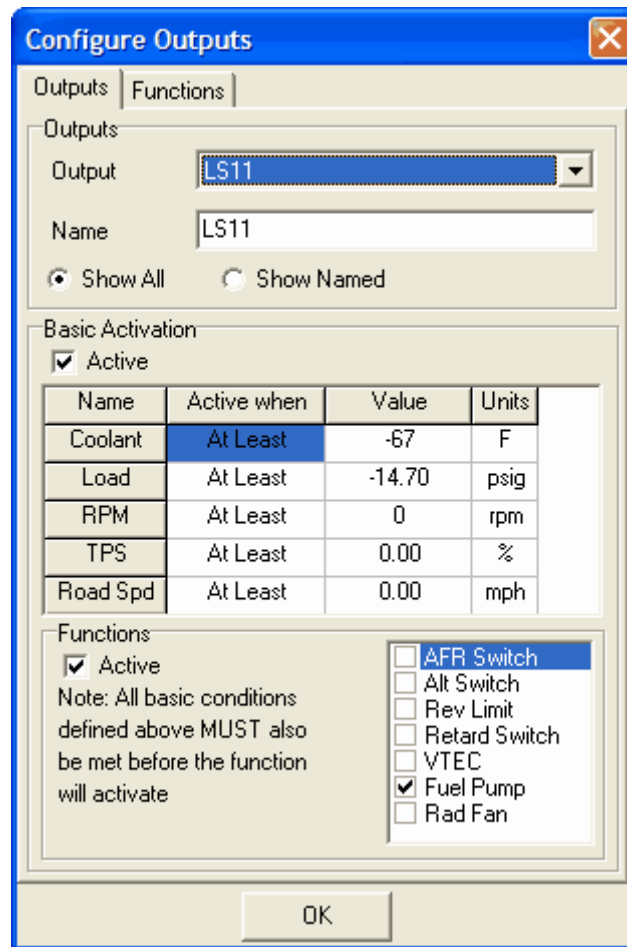 Configure Outputs
Outputs Functions
Outputs
Output LS11
Name LS11
Show All Show Named
Basic Activation
Active
Name Active when Value Units
Coolant At Least -67 F
Load At Least -14.70 psig
RPM At Least 0 rpm
TPS At Least 0.00 %
Road Spd At Least 0.00 mph
Functions
Active
Note: All basic conditions
defined above MUST also
be met before the function
will activate
AFR Switch
Alt Switch
Rev Limit
Retard Switch
VTEC
Fuel Pump
Rad Fan
OK